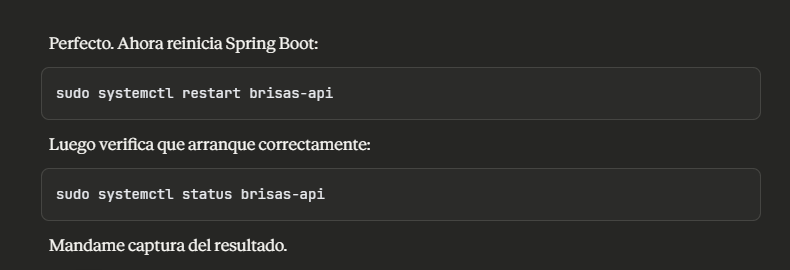 Perfecto. Ahora reinicia Spring Boot:
sudo systemctl restart brisas-api
Luego verifica que arranque correctamente:
sudo systemctl status brisas-api
Mandame captura del resultado.